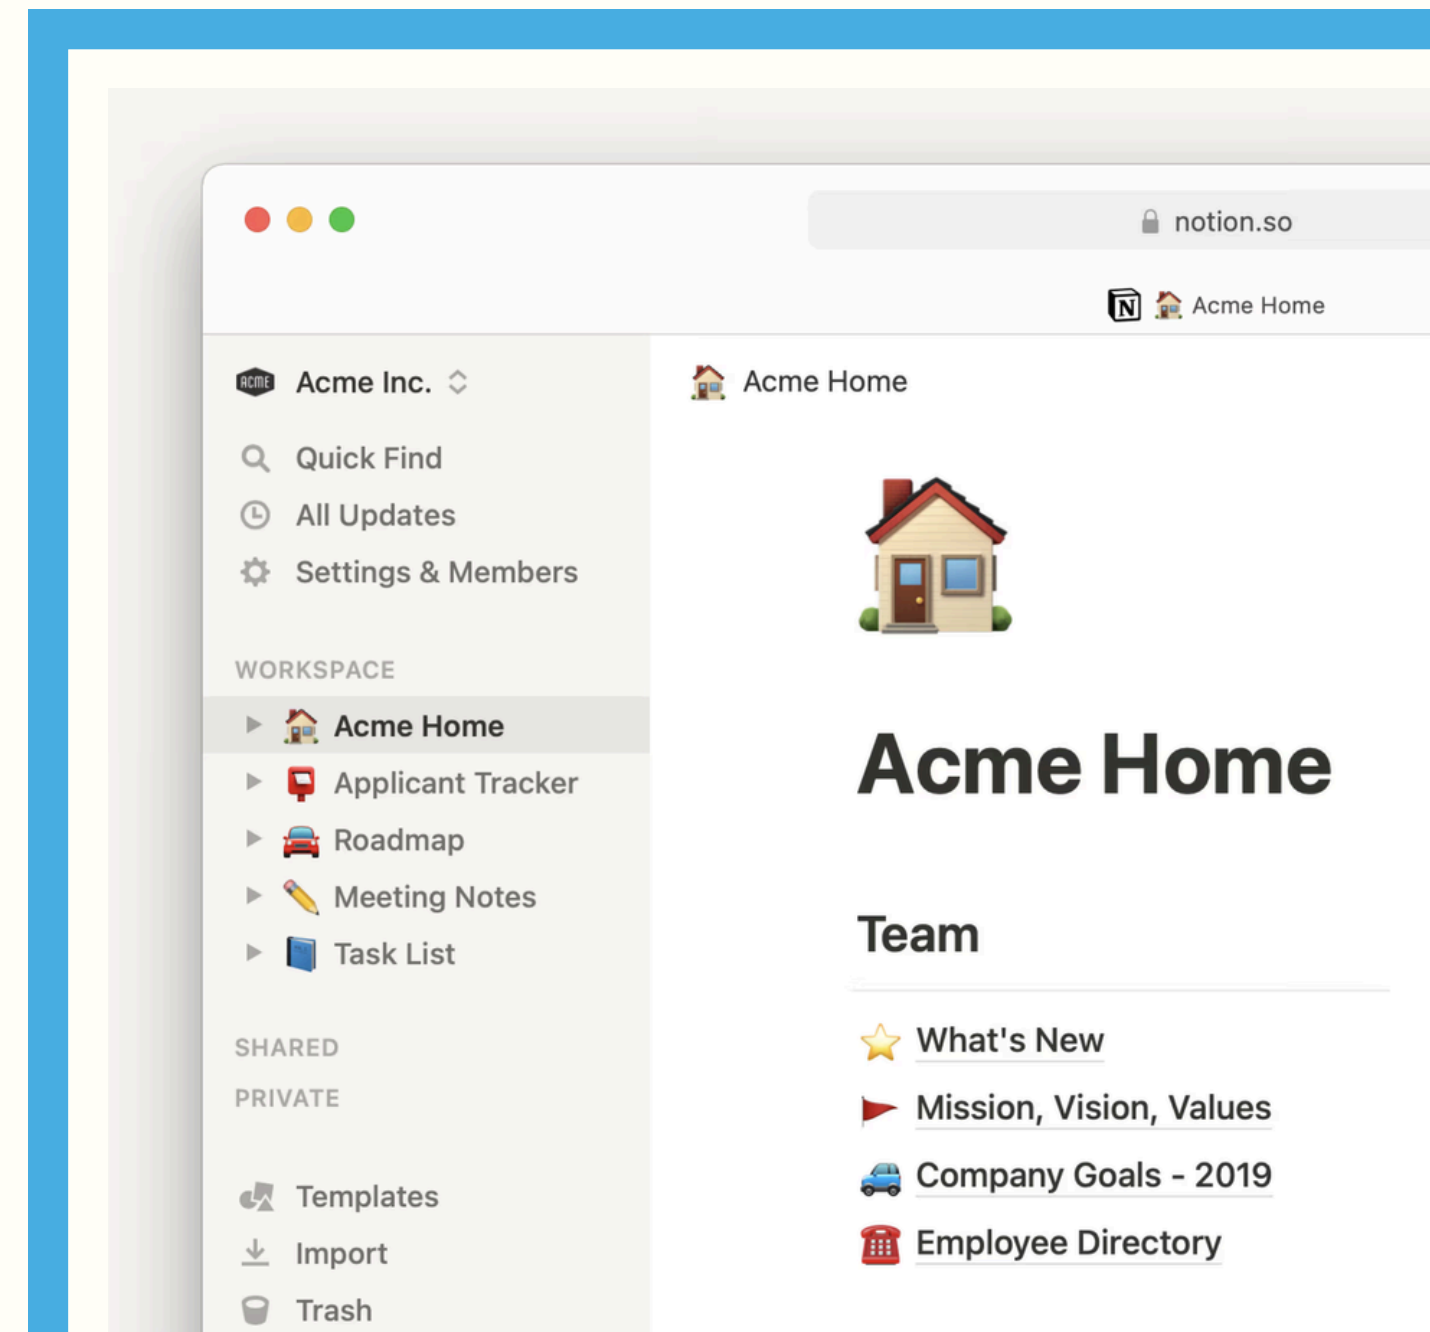 notion.so
N Acme Home
ACME Acme Inc.
Acme Home
Quick Find
All Updates
Settings & Members
WORKSPACE
Acme Home
Applicant Tracker
Roadmap
Meeting Notes
Task List
SHARED
PRIVATE
Templates
Import
Trash
Acme Home
Team
What's New
Mission, Vision, Values
Company Goals - 2019
Employee Directory